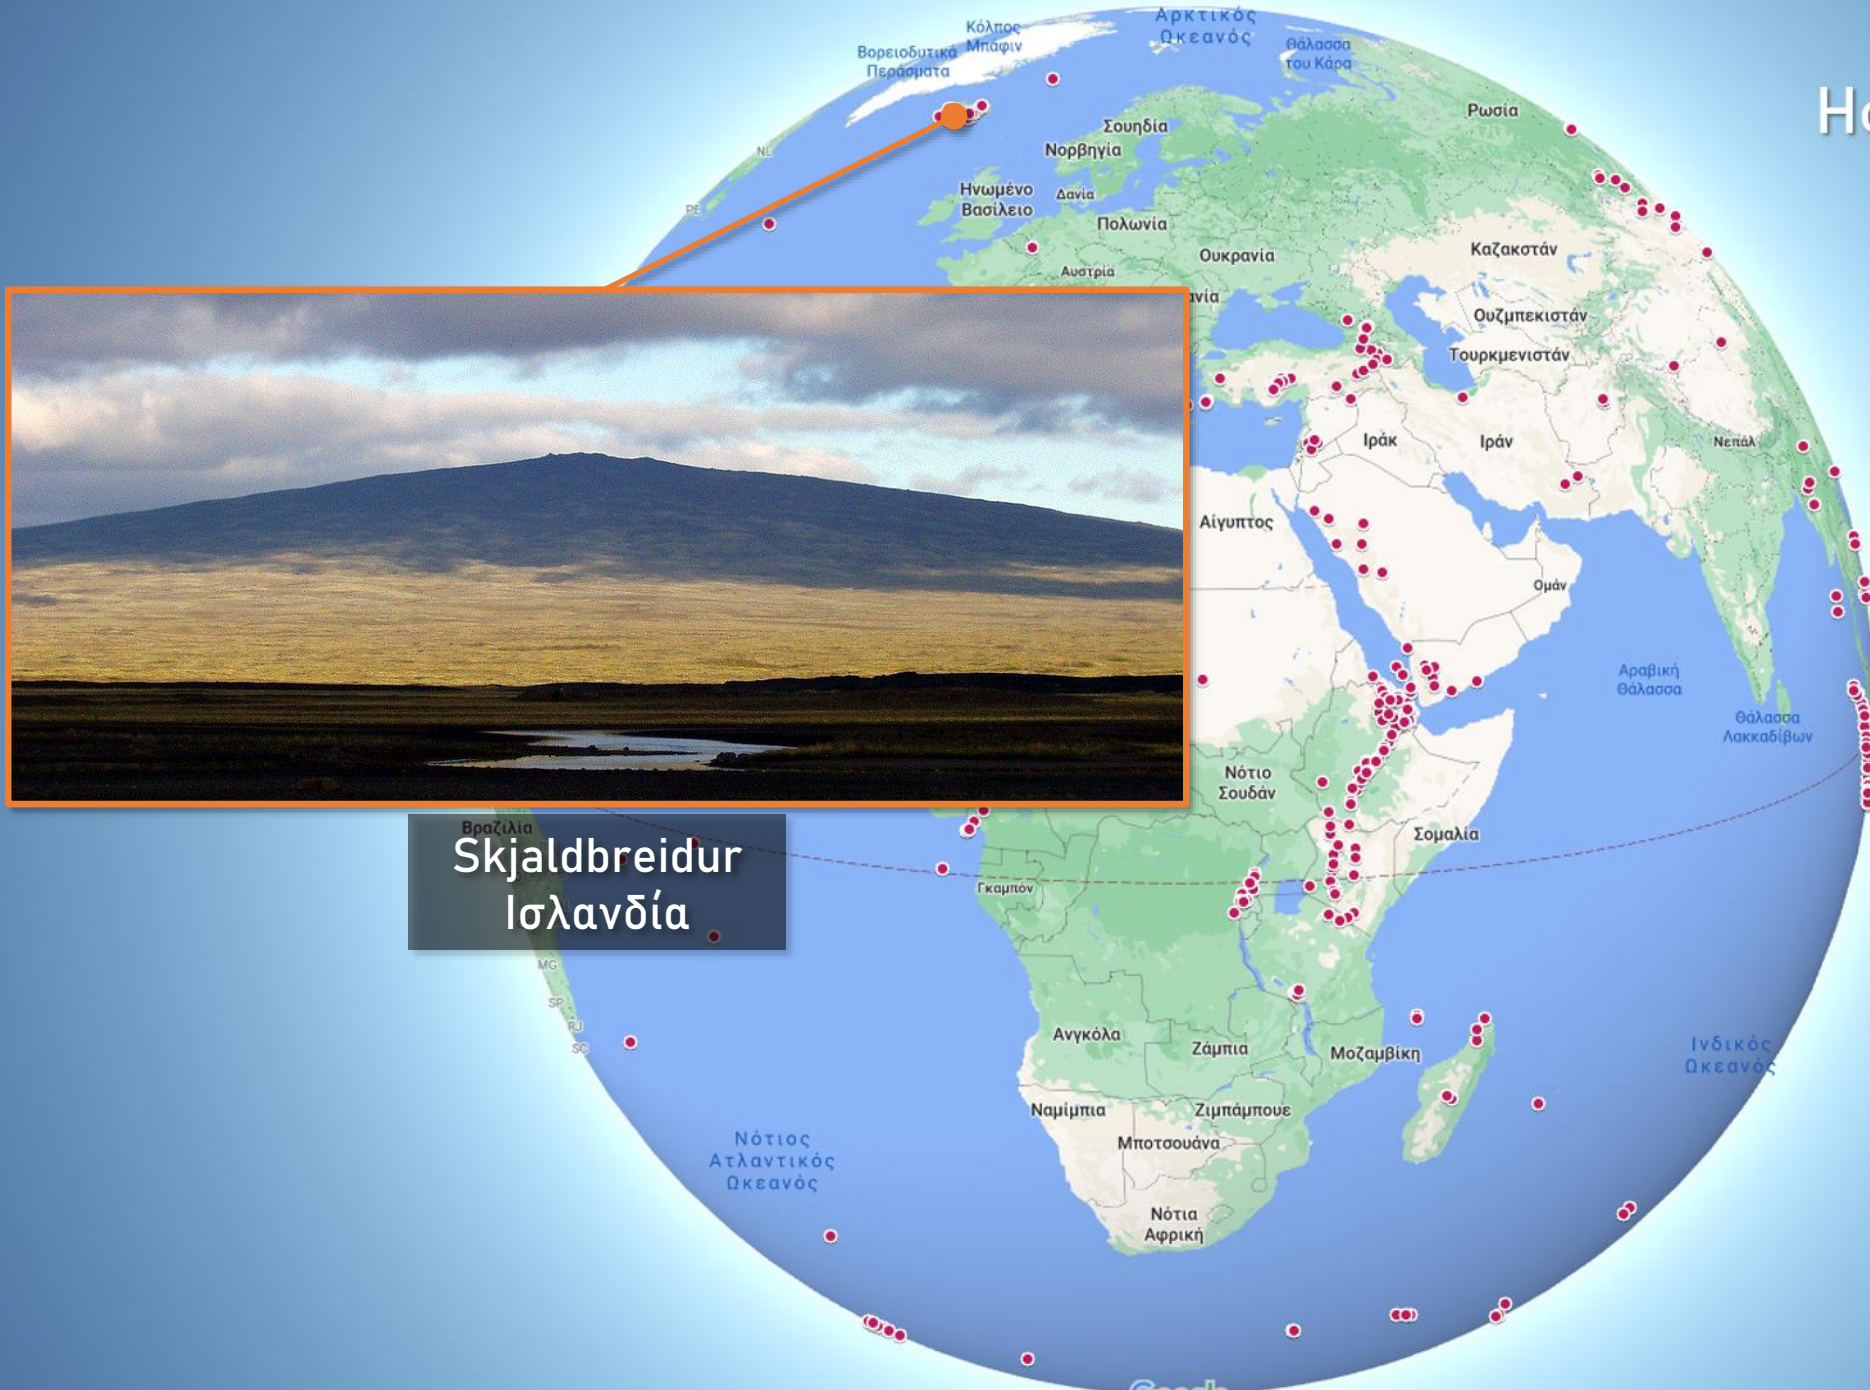 Αρκτικός
Ωκεανός
Κόλπος
Μπάφιν
Θάλασσα
του Κάρα
Βορειοδυτικά
Περάσματα
Ρωσία
Σουηδία
Νορβηγία
NL
Ηνωμένο
Βασίλειο
Δανία
PE
Πολωνία
Ουκρανία
Καζακστάν
Αυστρία
Ουζμπεκιστάν
Τουρκμενιστάν
Ιράκ
Ιράν
Νεπάλ
Αίγυπτος
Ομάν
Αραβική
Θάλασσα
Θάλασσα
Λακκαδίβων
Νότιο
Σουδάν
Σομαλία
Βραζιλία
Skjaldbreidur
Ισλανδία
Γκαμπόν
MG
SP
RJ
SC
Ανγκόλα
Ζάμπια
Μοζαμβίκη
Ινδικός
Ωκεανός
Ναμίμπια
Ζιμπάμπουε
Μποτσουάνα
Νότιος
Ατλαντικός
Ωκεανός
Νότια
Αφρική